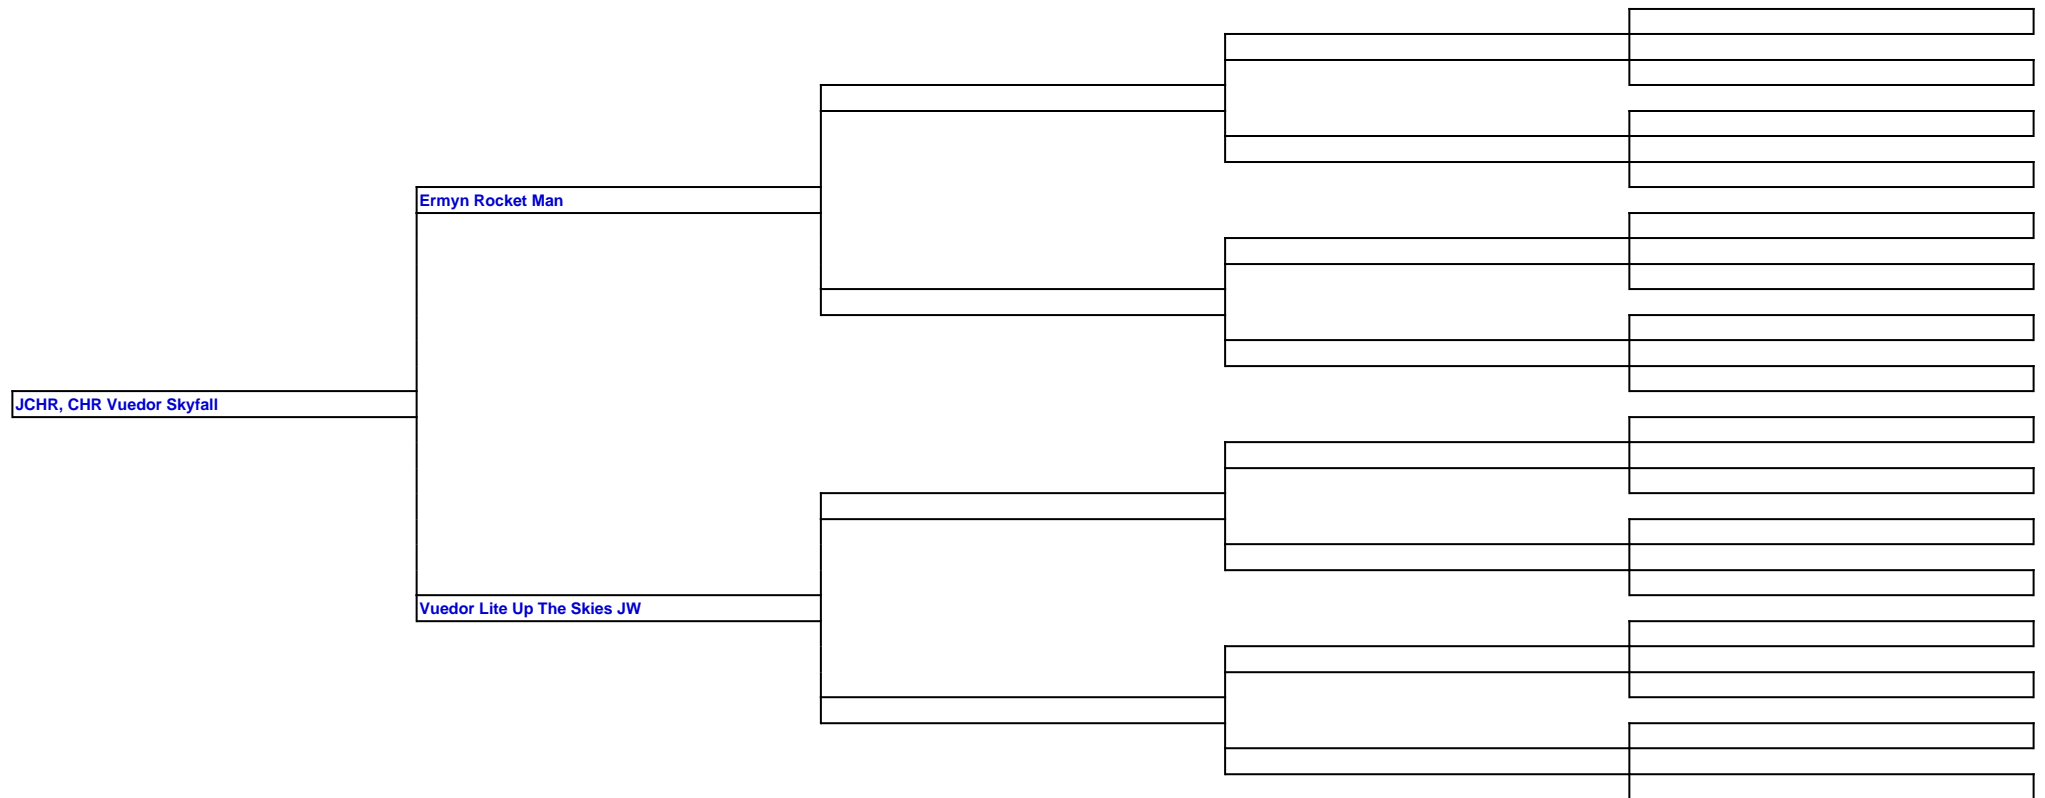 Ermyn Rocket Man
JCHR, CHR Vuedor Skyfall
Vuedor Lite Up The Skies JW